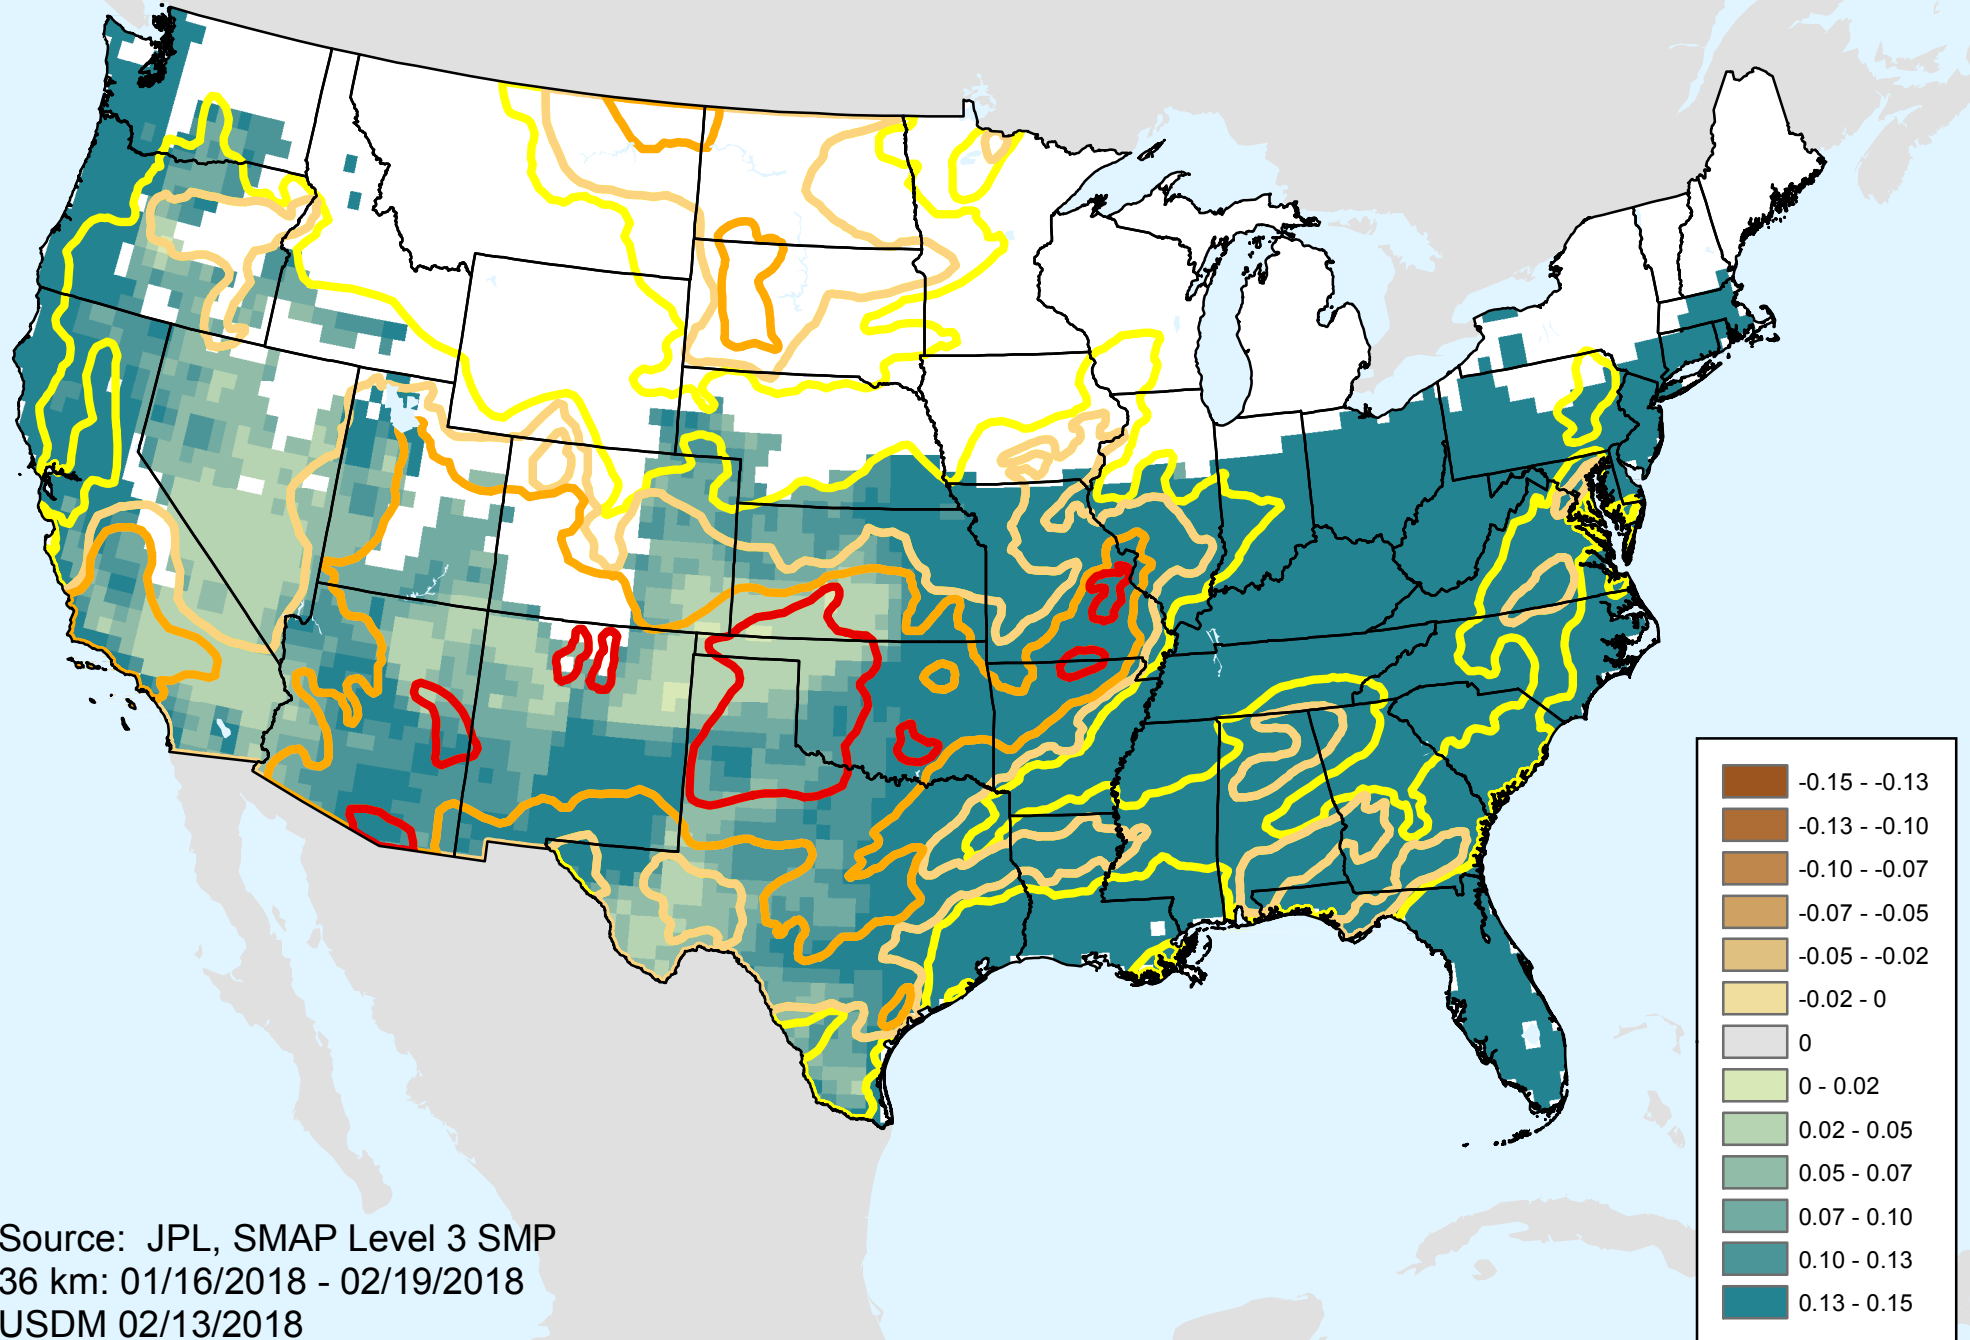 -0.15 - -0.13
-0.13 - -0.10
-0.10 - -0.07
-0.07 - -0.05
-0.05 - -0.02
-0.02 - 0
0
0 - 0.02
0.02 - 0.05
0.05 - 0.07
0.07 - 0.10
0.10 - 0.13
0.13 - 0.15
Source: JPL, SMAP Level 3 SMP
36 km: 01/16/2018 - 02/19/2018
USDM 02/13/2018